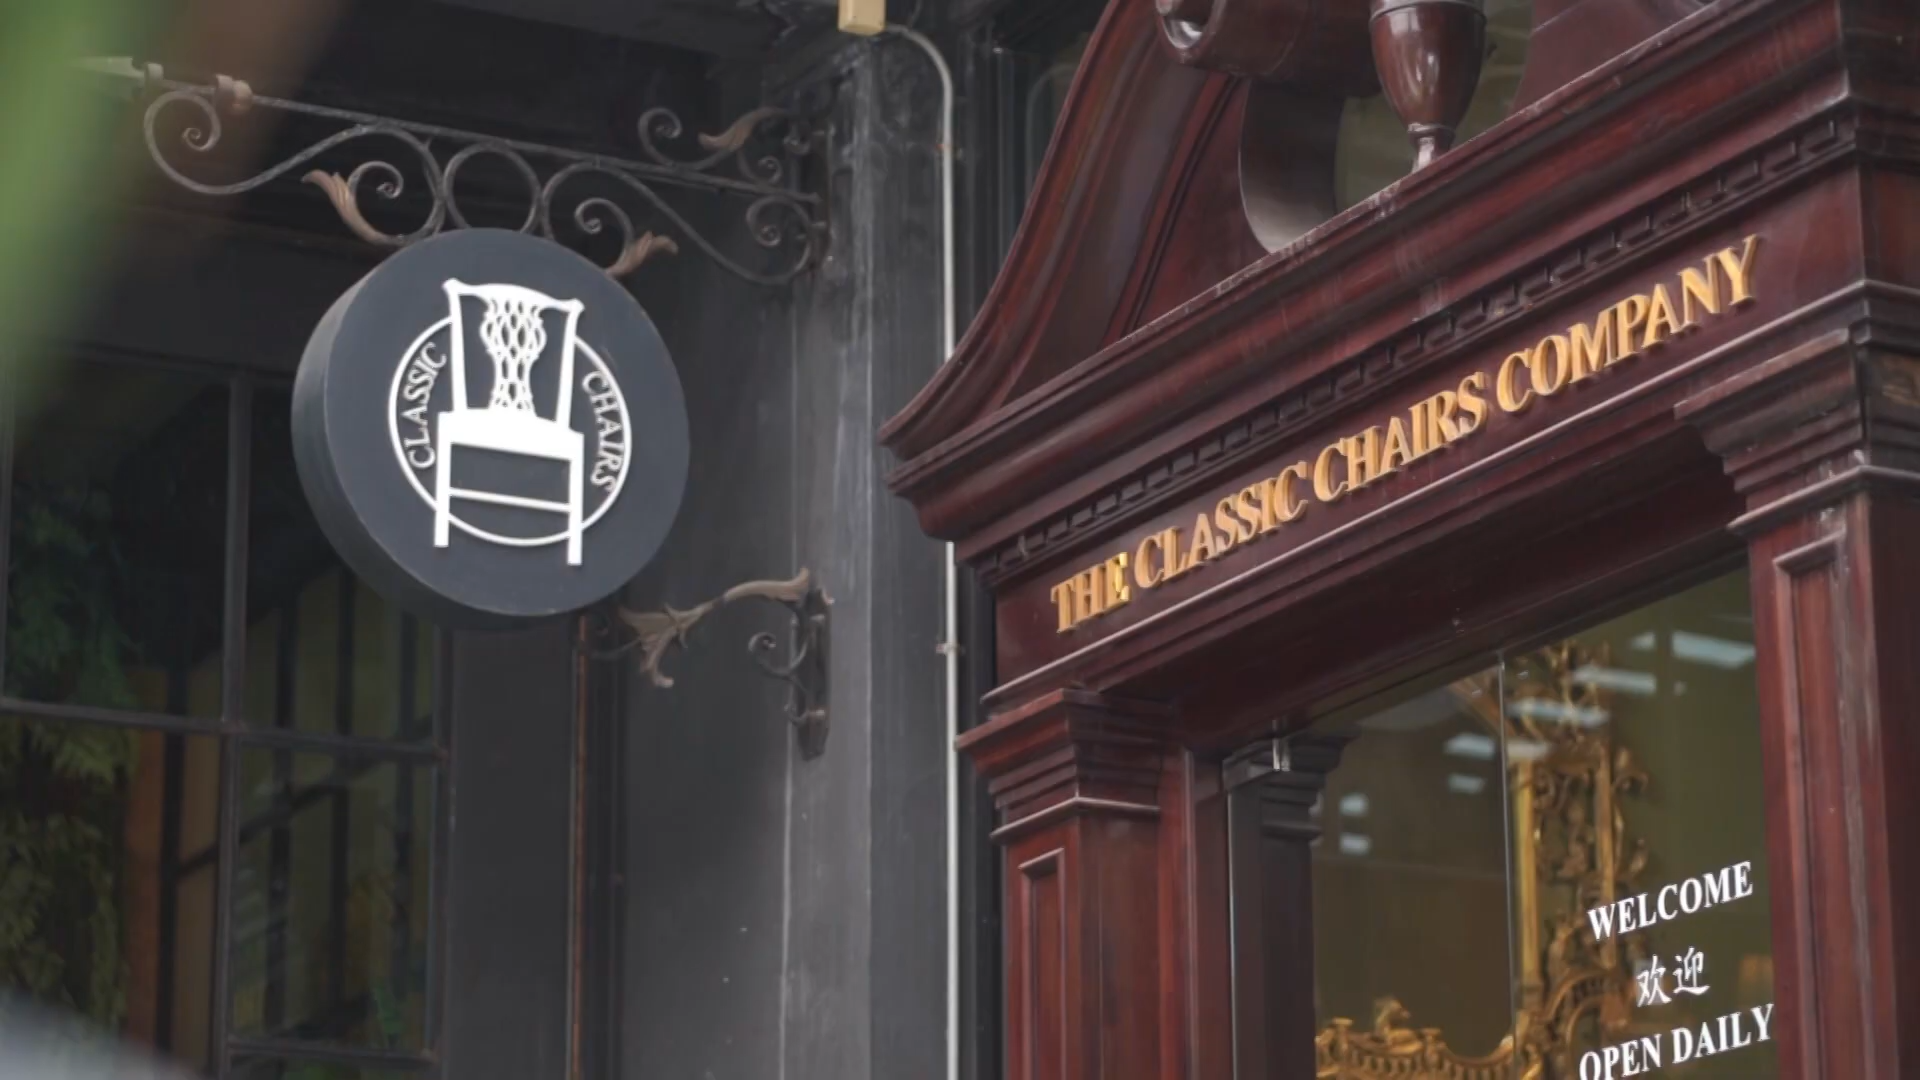 CLASSIC CHAIRS
THE CLASSIC CHAIRS COMPANY
WELCOME
欢迎
OPEN DAILY